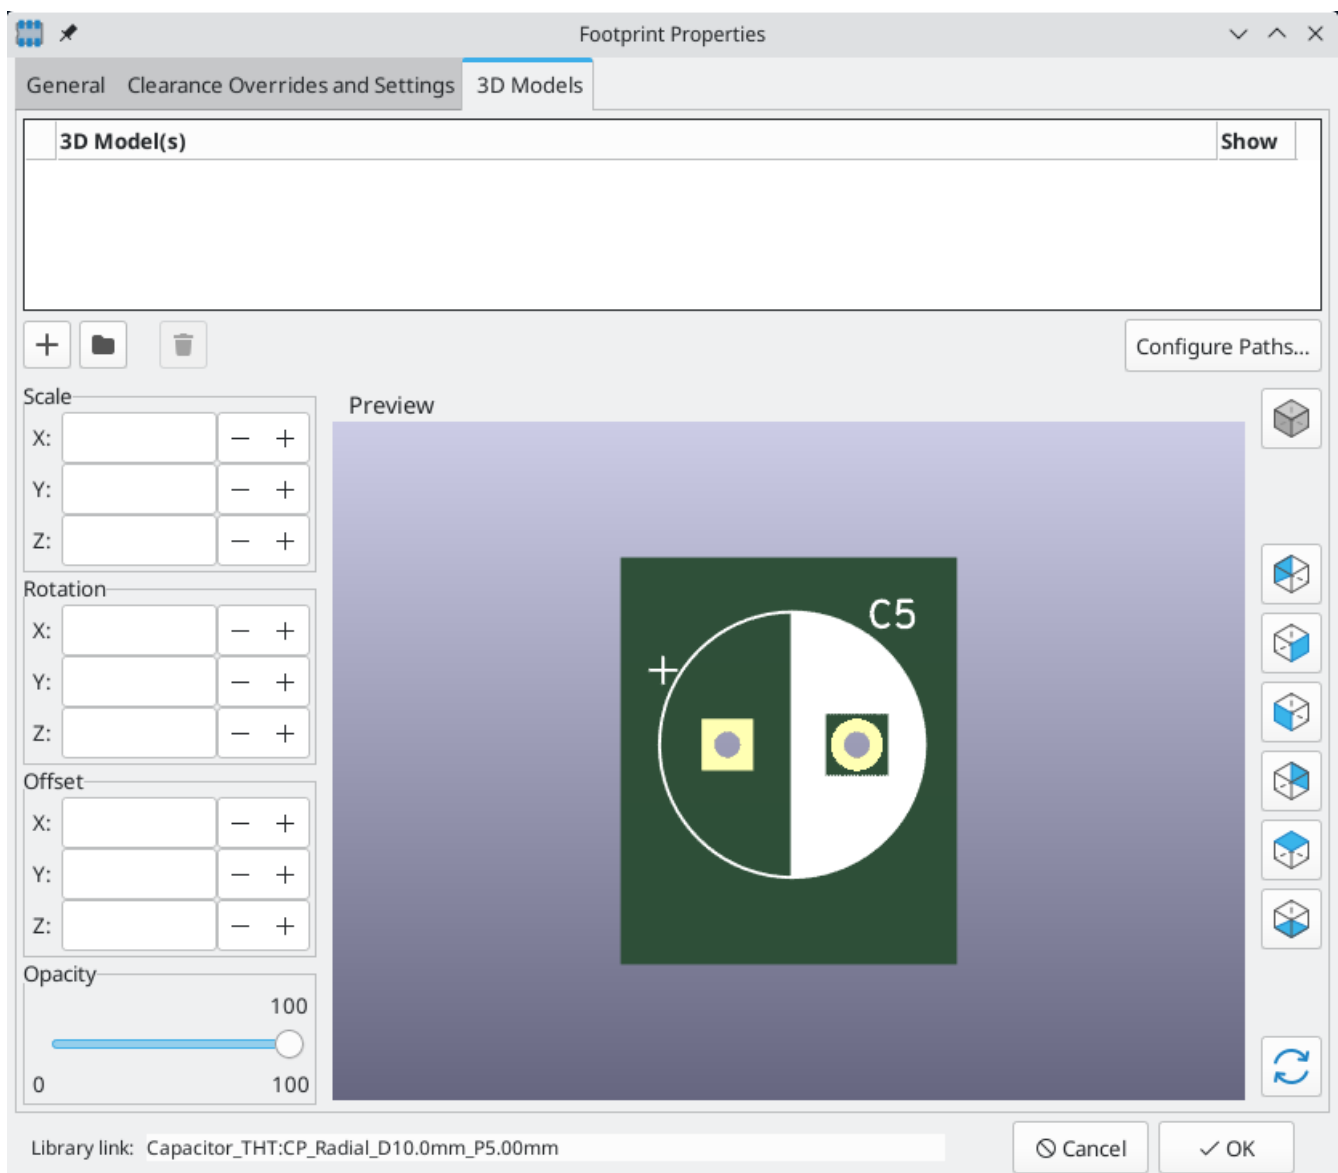 Footprint Properties
General Clearance Overrides and Settings 3D Models
3D Model(s) Show
Configure Paths...
Scale
X:
Y:
Z:
Rotation
X:
Y:
Z:
Offset
X:
Y:
Z:
Opacity
100
0 100
Preview
C5
+
Library link: Capacitor_THT:CP_Radial_D10.0mm_P5.00mm
Cancel OK